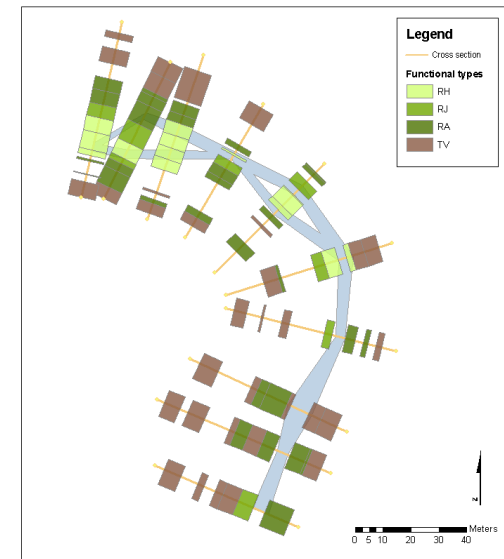 Legend
Cross section
Functional types
RH
RJ
RA
TV
N
Meters
0 5 10 20 30 40